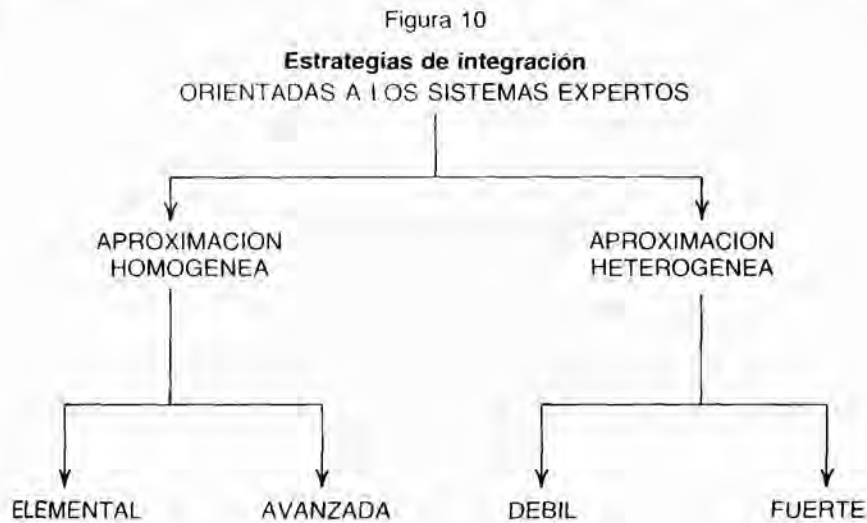 Figura 10
Estrategias de integración
ORIENTADAS A LOS SISTEMAS EXPERTOS
APROXIMACION
HOMOGENEA
APROXIMACION
HETEROGENEA
ELEMENTAL
AVANZADA
DEBIL
FUERTE